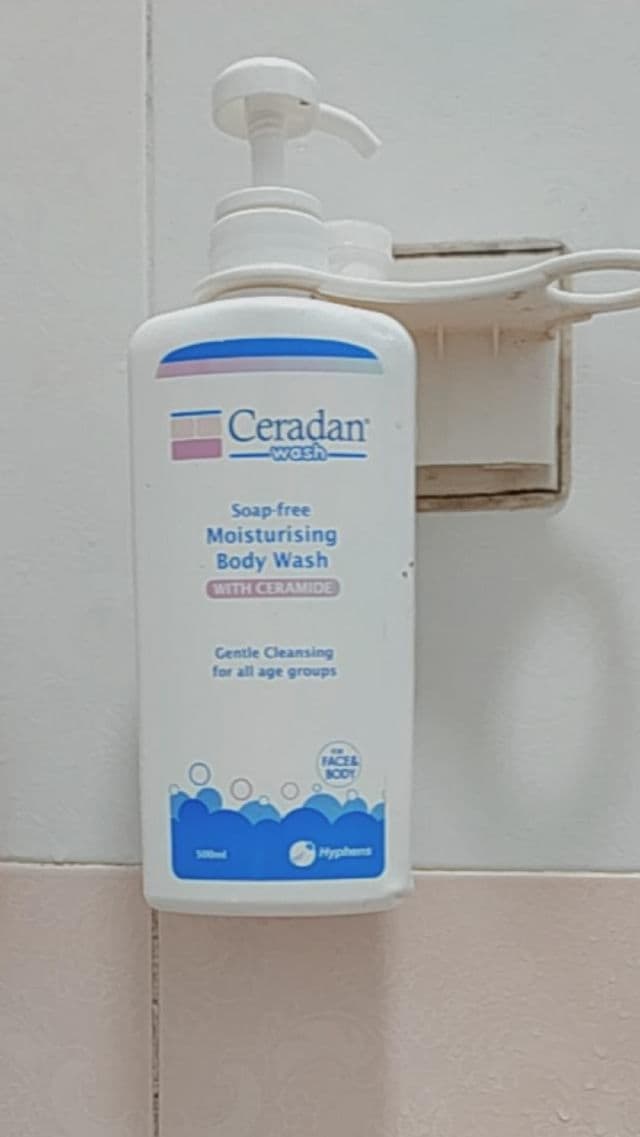 Ceradan®
wash
Soap-free
Moisturising
Body Wash
WITH CERAMIDE
Gentle Cleansing
for all age groups
FOR
FACE&
BODY
500ml
Hyphens